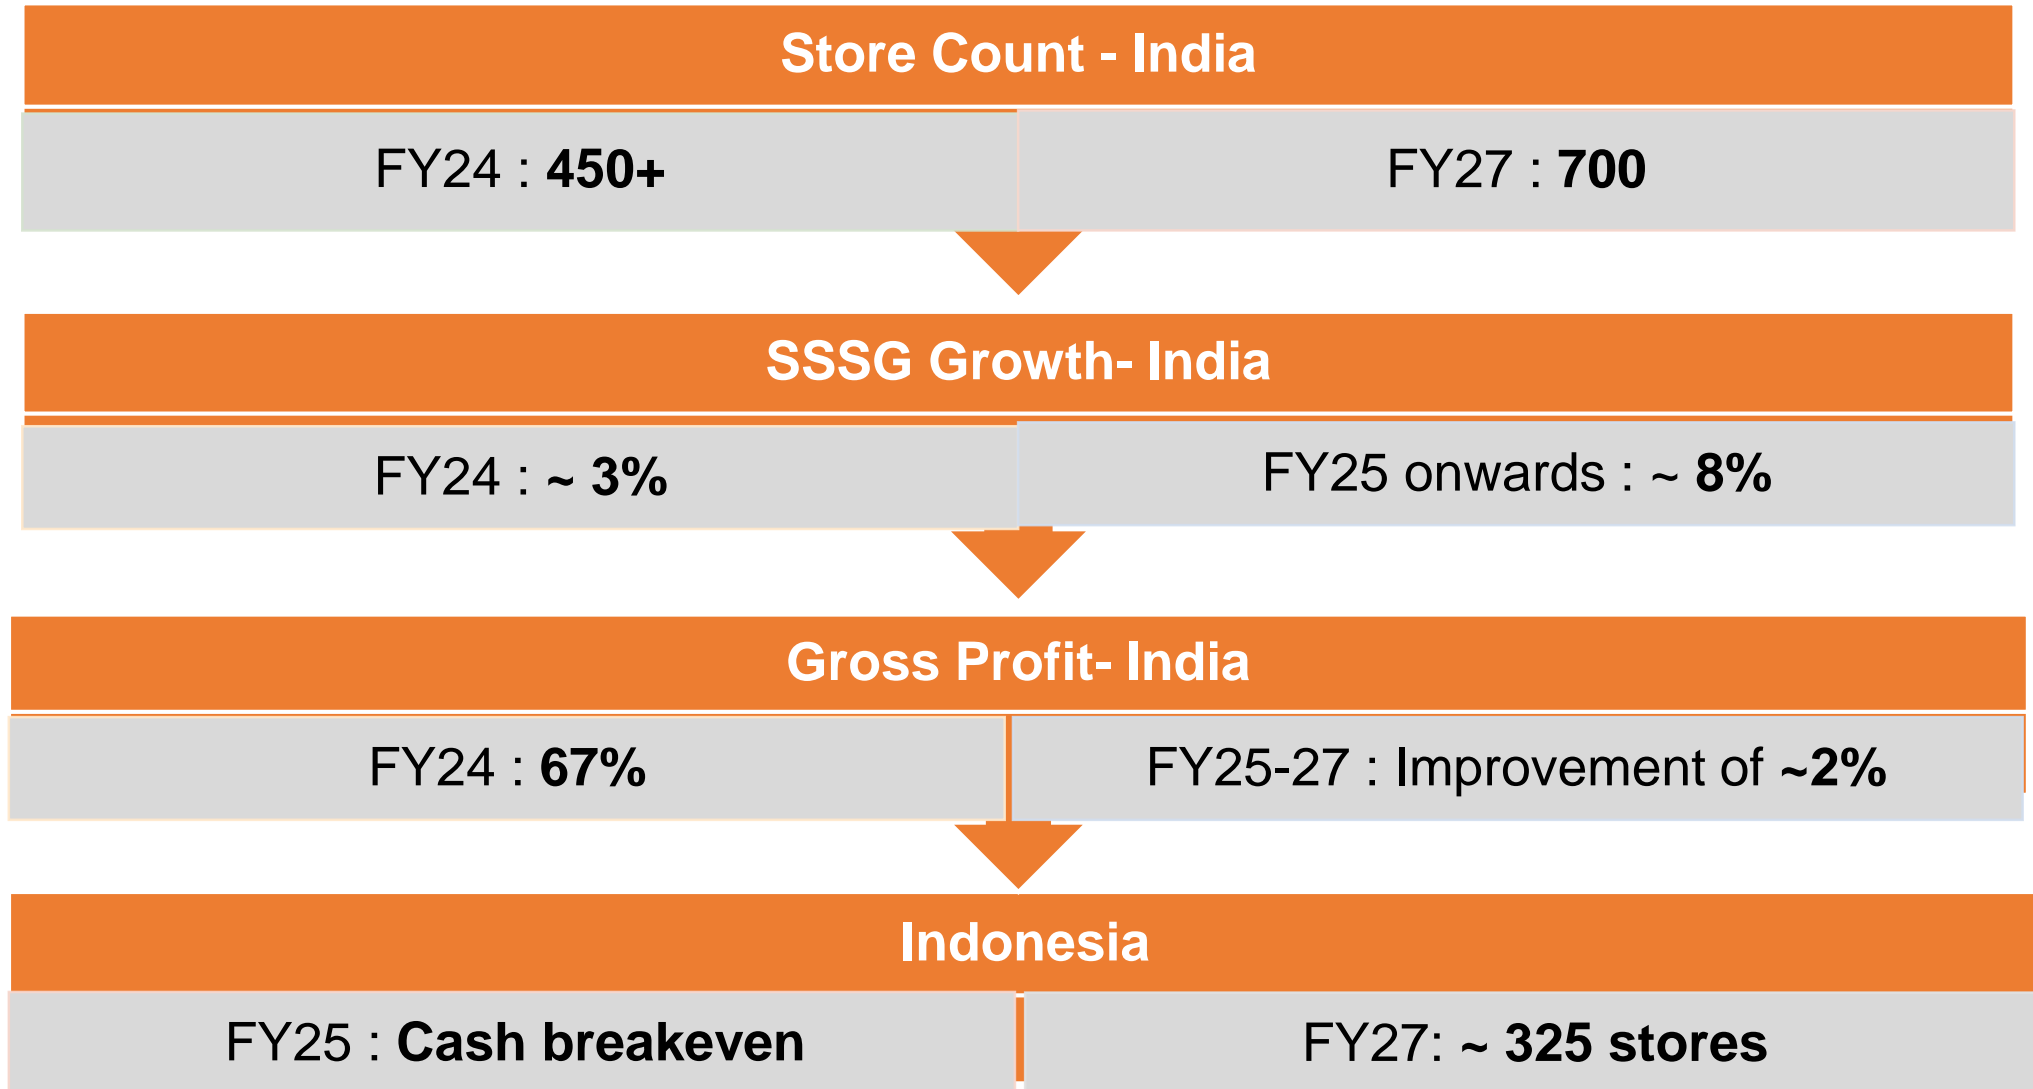 Store Count - India
FY24 : 450+
FY27 : 700
SSSG Growth- India
FY24 : ~ 3%
FY25 onwards : ~ 8%
Gross Profit- India
FY24 : 67%
FY25-27 : Improvement of ~2%
Indonesia
FY25 : Cash breakeven
FY27: ~ 325 stores